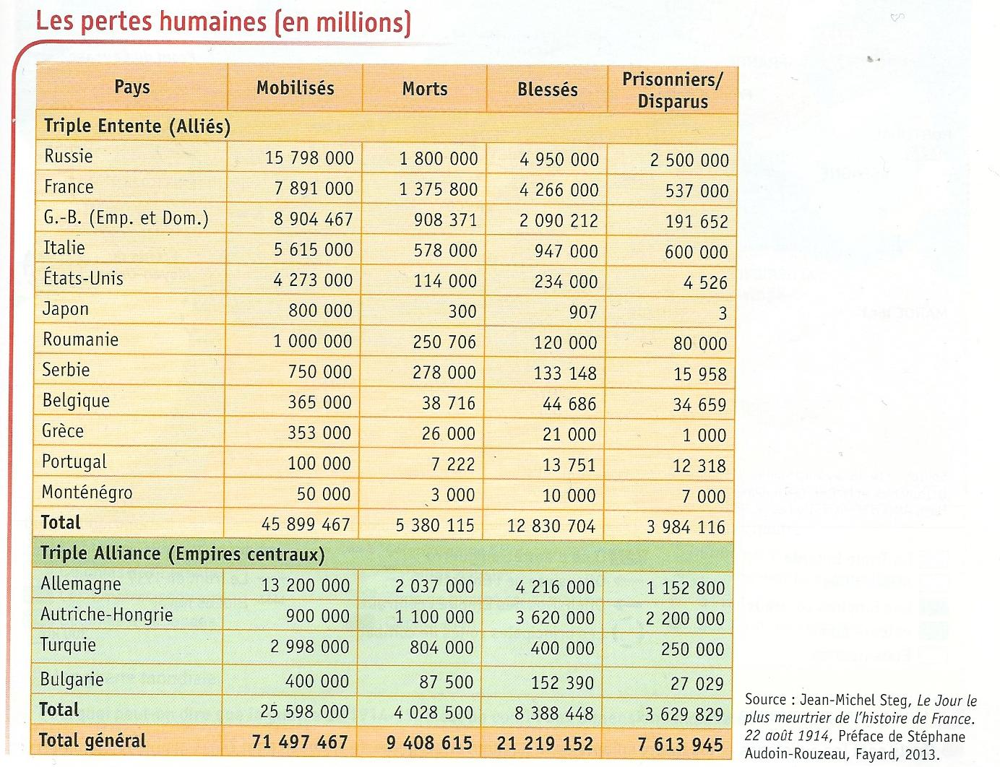 Les pertes humaines (en millions)
Pays Mobilisés Morts Blessés Prisonniers/
Disparus
Triple Entente (Alliés)
Russie 15 798 000 1 800 000 4 950 000 2 500 000
France 7 891 000 1 375 800 4 266 000 537 000
G.-B. (Emp. et Dom.) 8 904 467 908 371 2 090 212 191 652
Italie 5 615 000 578 000 947 000 600 000
États-Unis 4 273 000 114 000 234 000 4 526
Japon 800 000 300 907 3
Roumanie 1 000 000 250 706 120 000 80 000
Serbie 750 000 278 000 133 148 15 958
Belgique 365 000 38 716 44 686 34 659
Grèce 353 000 26 000 21 000 1 000
Portugal 100 000 7 222 13 751 12 318
Monténégro 50 000 3 000 10 000 7 000
Total 45 899 467 5 380 115 12 830 704 3 984 116
Triple Alliance (Empires centraux)
Allemagne 13 200 000 2 037 000 4 216 000 1 152 800
Autriche-Hongrie 900 000 1 100 000 3 620 000 2 200 000
Turquie 2 998 000 804 000 400 000 250 000
Bulgarie 400 000 87 500 152 390 27 029
Total 25 598 000 4 028 500 8 388 448 3 629 829
Total général 71 497 467 9 408 615 21 219 152 7 613 945
Source : Jean-Michel Steg, Le Jour le
plus meurtrier de l'histoire de France.
22 août 1914, Préface de Stéphane
Audoin-Rouzeau, Fayard, 2013.